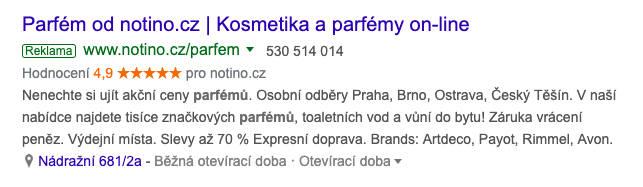 Parfém od notino.cz | Kosmetika a parfémy on-line
Reklama www.notino.cz/parfem 530 514 014
Hodnocení 4,9 ★★★★★ pro notino.cz
Nenechte si ujít akční ceny parfémů. Osobní odběry Praha, Brno, Ostrava, Český Těšín. V naší
nabídce najdete tisíce značkových parfémů, toaletních vod a vůní do bytu! Záruka vrácení
peněz. Výdejní místa. Slevy až 70 % Expresní doprava. Brands: Artdeco, Payot, Rimmel, Avon.
Nádražní 681/2a - Běžná otevírací doba · Otevírací doba